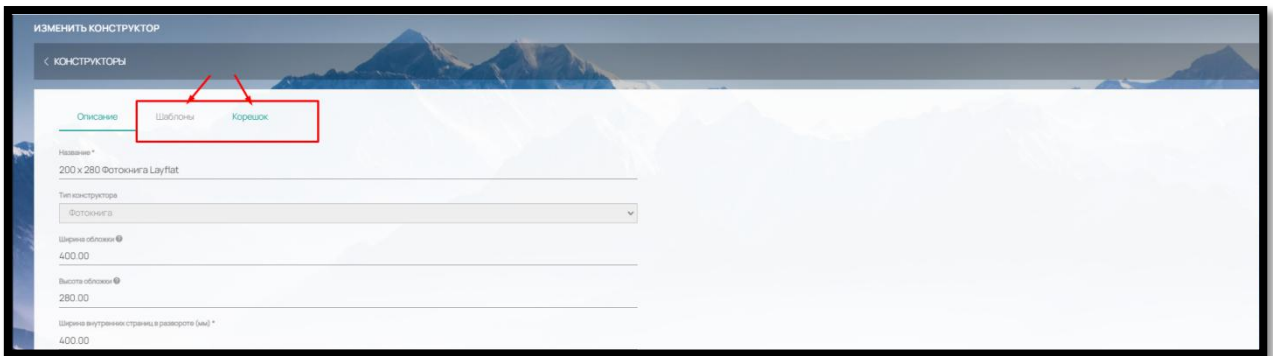 ИЗМЕНИТЬ КОНСТРУКТОР
< КОНСТРУКТОРЫ
Описание Шаблоны Корешок
Название *
200 x 280 Фотокнига Layflat
Тип конструктора
Фотокнига
Ширина обложки
400.00
Высота обложки
280.00
Ширина внутренних страниц в развороте (мм) *
400.00